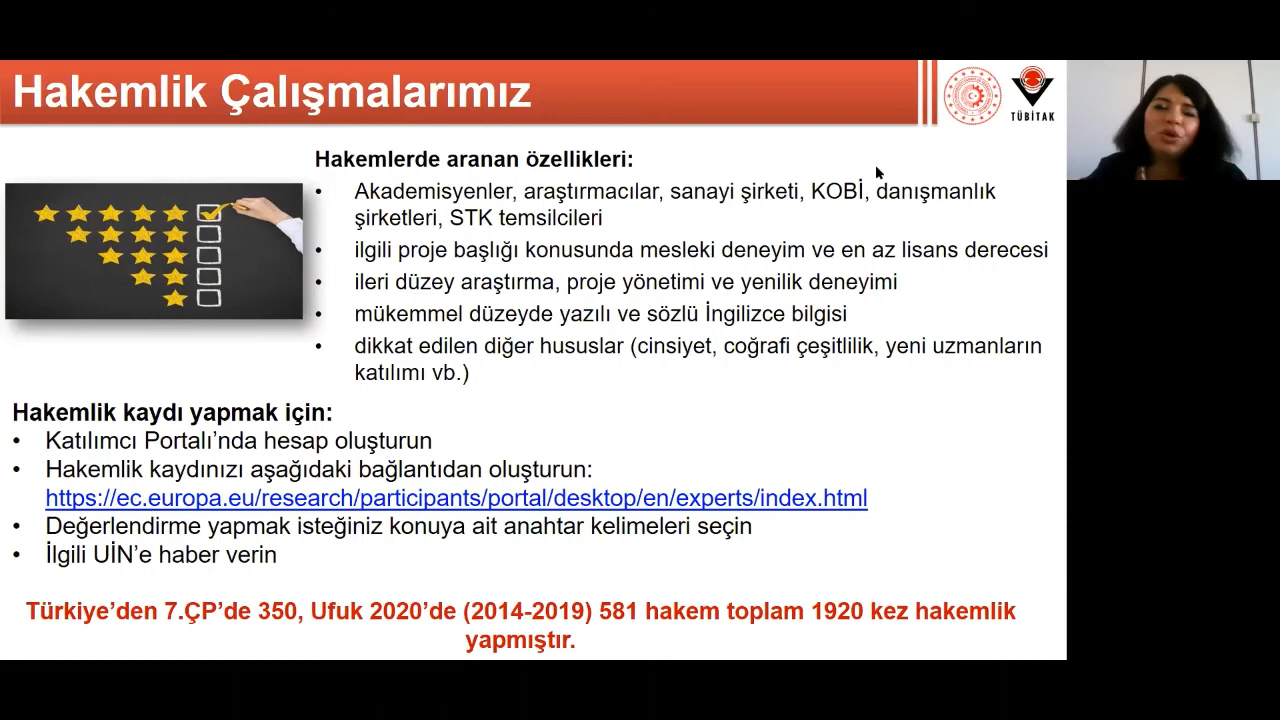 Hakemlik Çalışmalarımız
TÜBİTAK
Hakemlerde aranan özellikleri:
• Akademisyenler, araştırmacılar, sanayi şirketi, KOBİ, danışmanlık
şirketleri, STK temsilcileri
• ilgili proje başlığı konusunda mesleki deneyim ve en az lisans derecesi
• ileri düzey araştırma, proje yönetimi ve yenilik deneyimi
• mükemmel düzeyde yazılı ve sözlü İngilizce bilgisi
• dikkat edilen diğer hususlar (cinsiyet, coğrafi çeşitlilik, yeni uzmanların
katılımı vb.)
Hakemlik kaydı yapmak için:
• Katılımcı Portalı’nda hesap oluşturun
• Hakemlik kaydınızı aşağıdaki bağlantıdan oluşturun:
https://ec.europa.eu/research/participants/portal/desktop/en/experts/index.html
• Değerlendirme yapmak isteğiniz konuya ait anahtar kelimeleri seçin
• İlgili UİN’e haber verin
Türkiye’den 7.ÇP’de 350, Ufuk 2020’de (2014-2019) 581 hakem toplam 1920 kez hakemlik
yapmıştır.